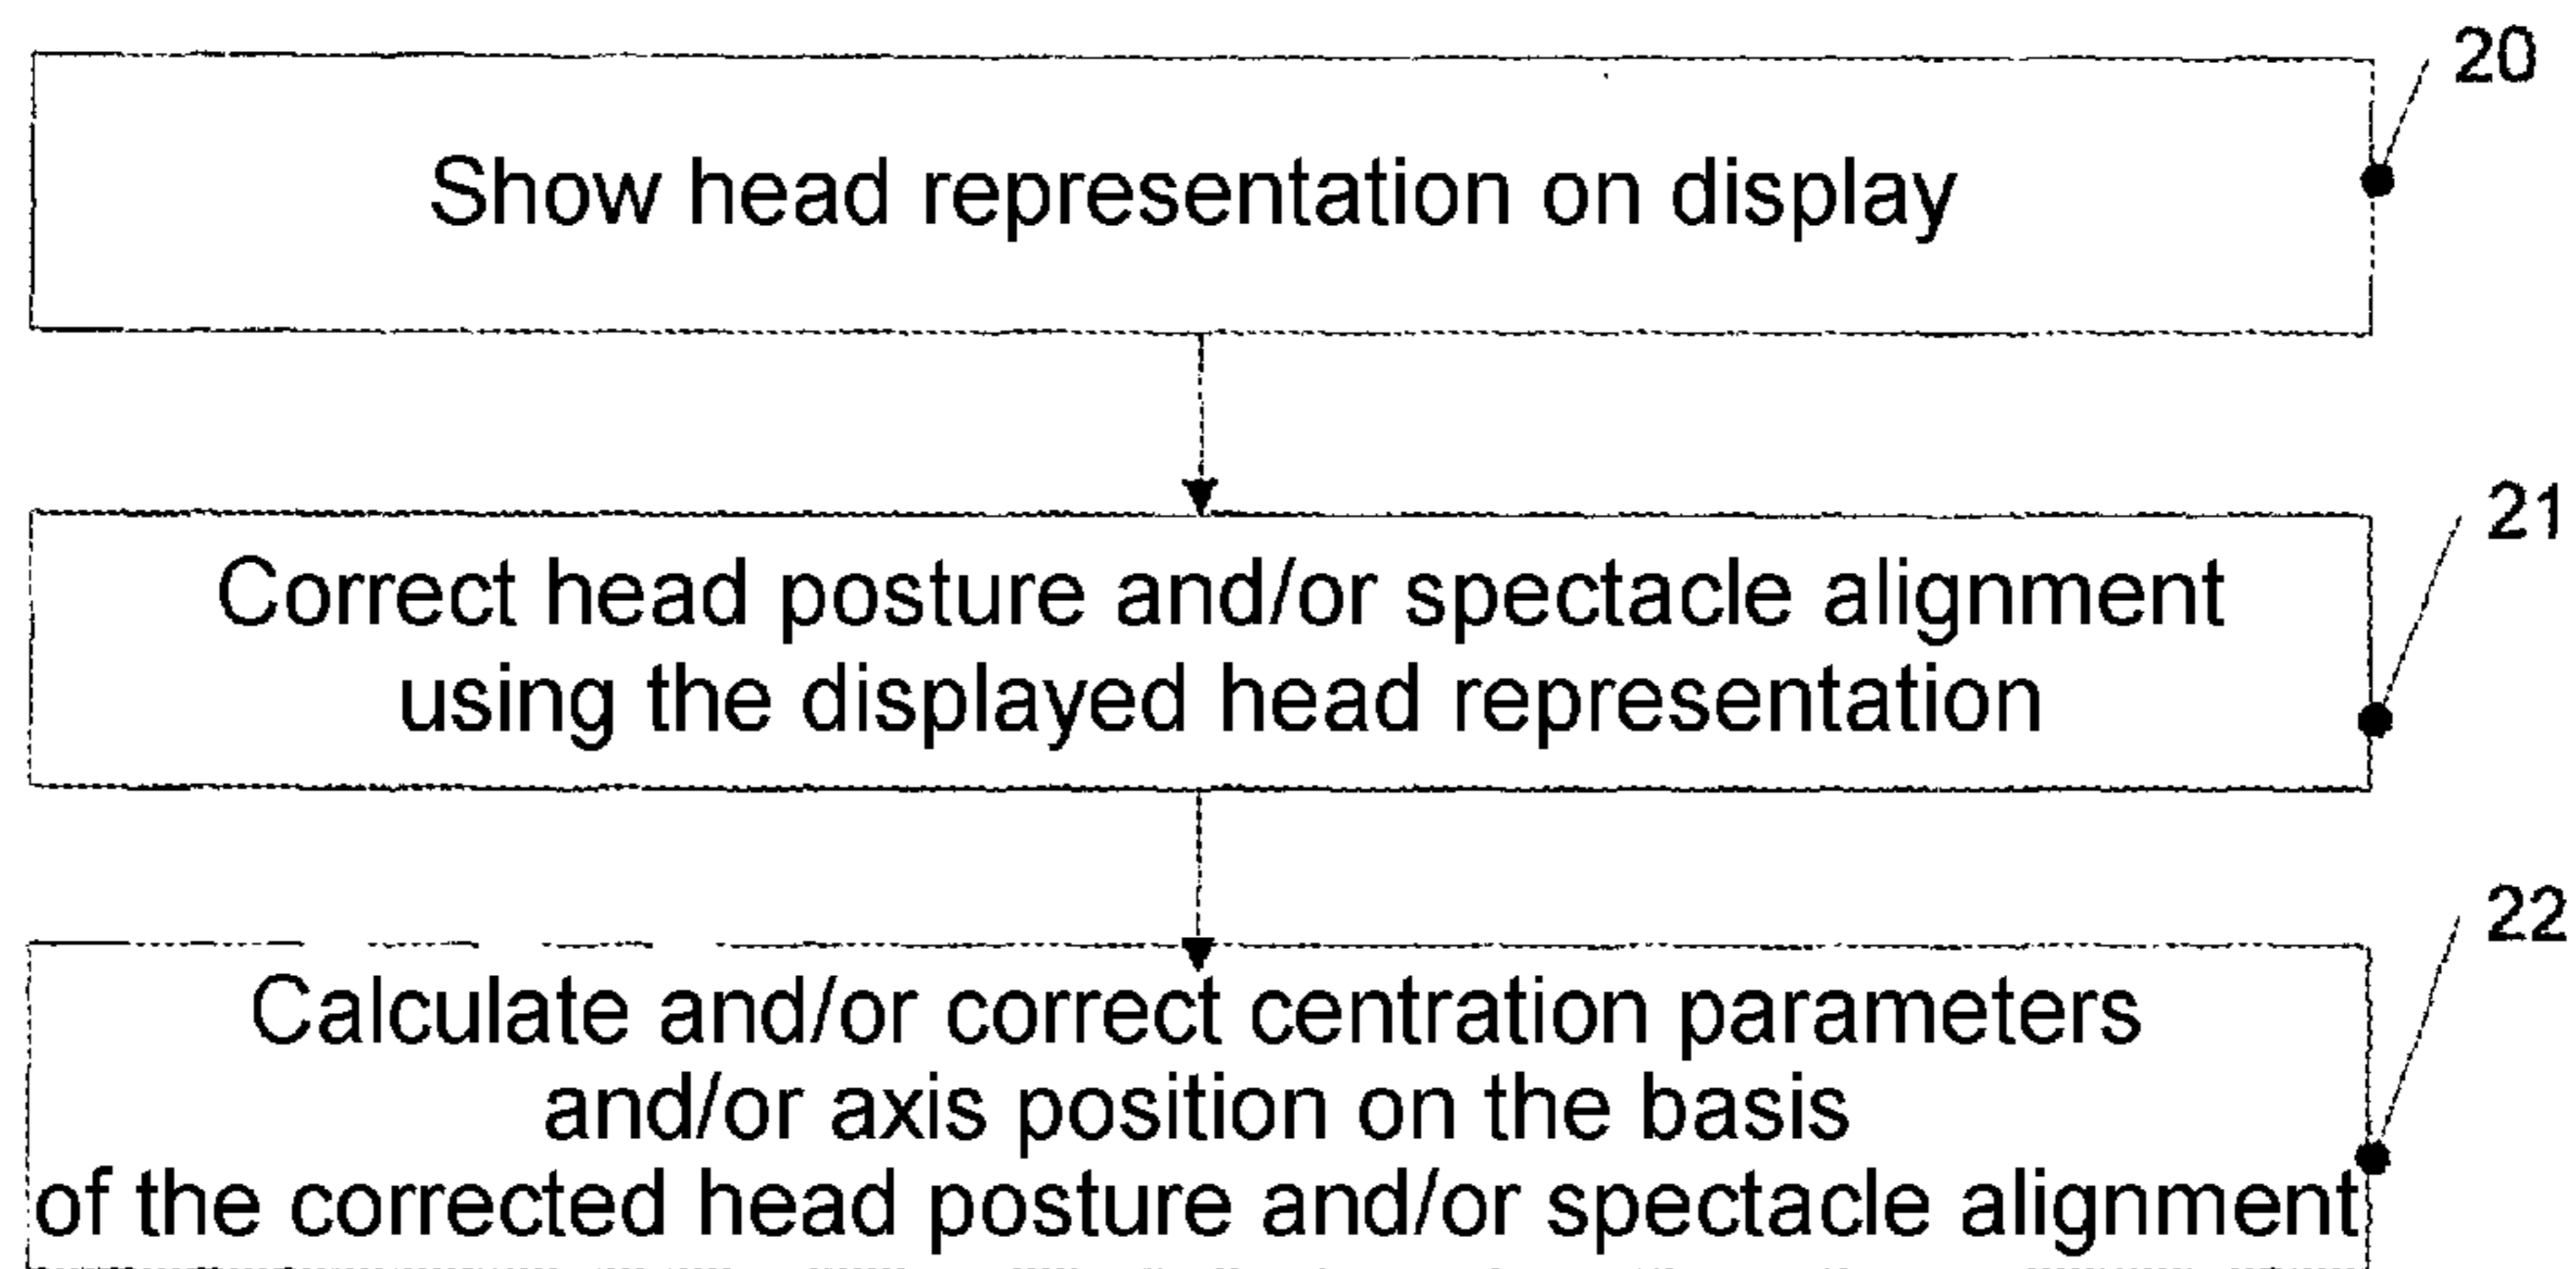 20
Show head representation on display
21
Correct head posture and/or spectacle alignment
using the displayed head representation
22
Calculate and/or correct centration parameters
and/or axis position on the basis
of the corrected head posture and/or spectacle alignment